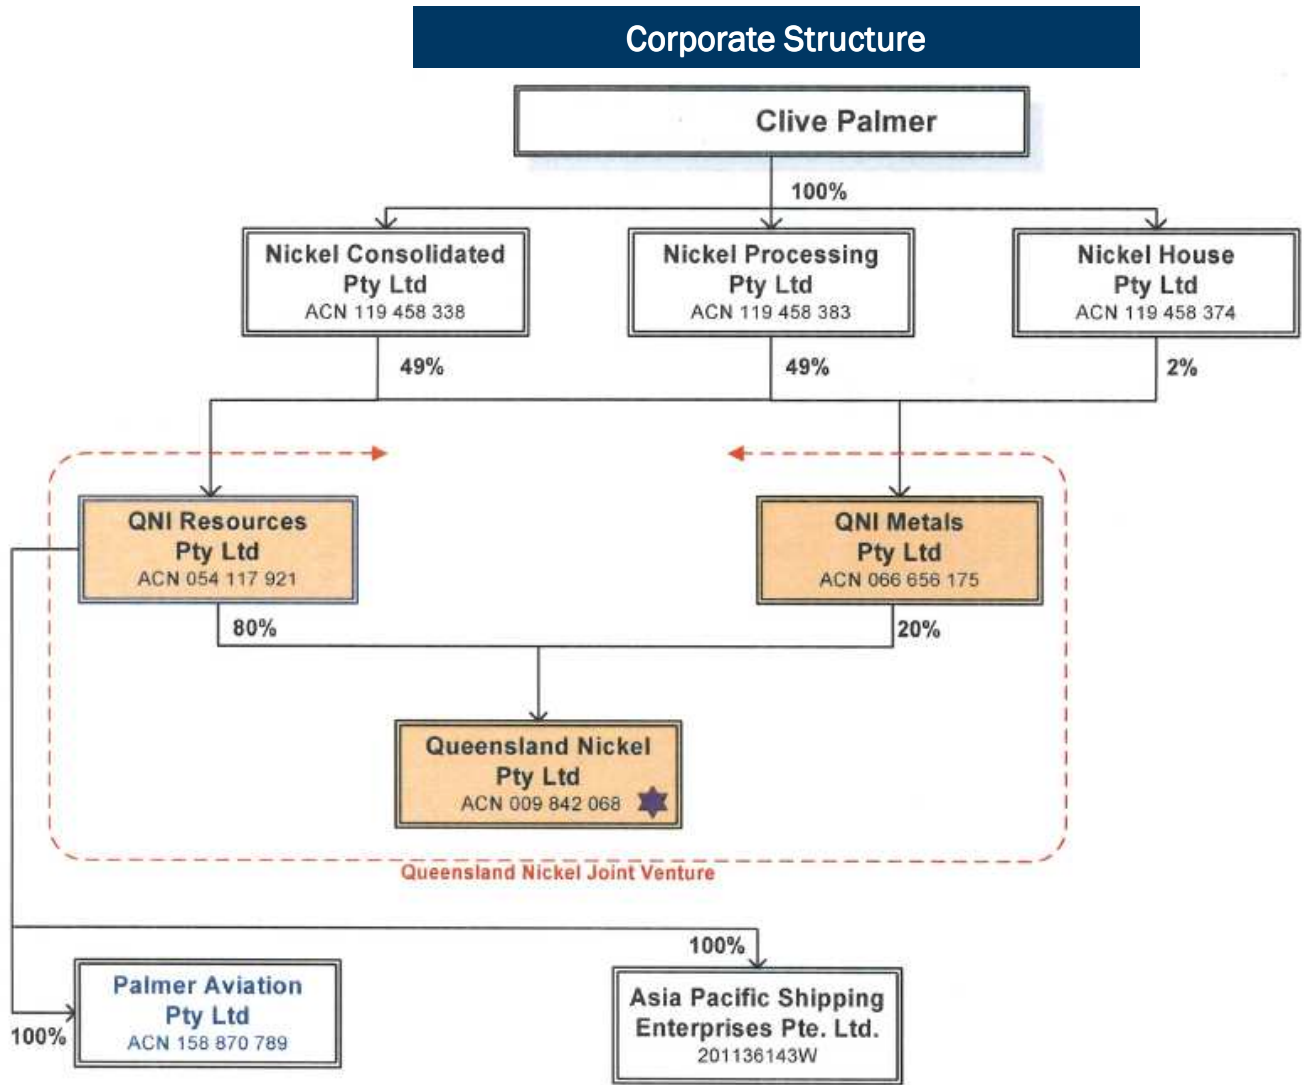 Corporate Structure
Clive Palmer
100%
Nickel Consolidated
Pty Ltd
ACN 119 458 338
Nickel Processing
Pty Ltd
ACN 119 458 383
Nickel House
Pty Ltd
ACN 119 458 374
49%
49%
2%
QNI Resources
Pty Ltd
ACN 054 117 921
QNI Metals
Pty Ltd
ACN 066 656 175
80%
20%
Queensland Nickel
Pty Ltd
ACN 009 842 068
Queensland Nickel Joint Venture
100%
Palmer Aviation
Pty Ltd
ACN 158 870 789
100%
Asia Pacific Shipping
Enterprises Pte. Ltd.
201136143W